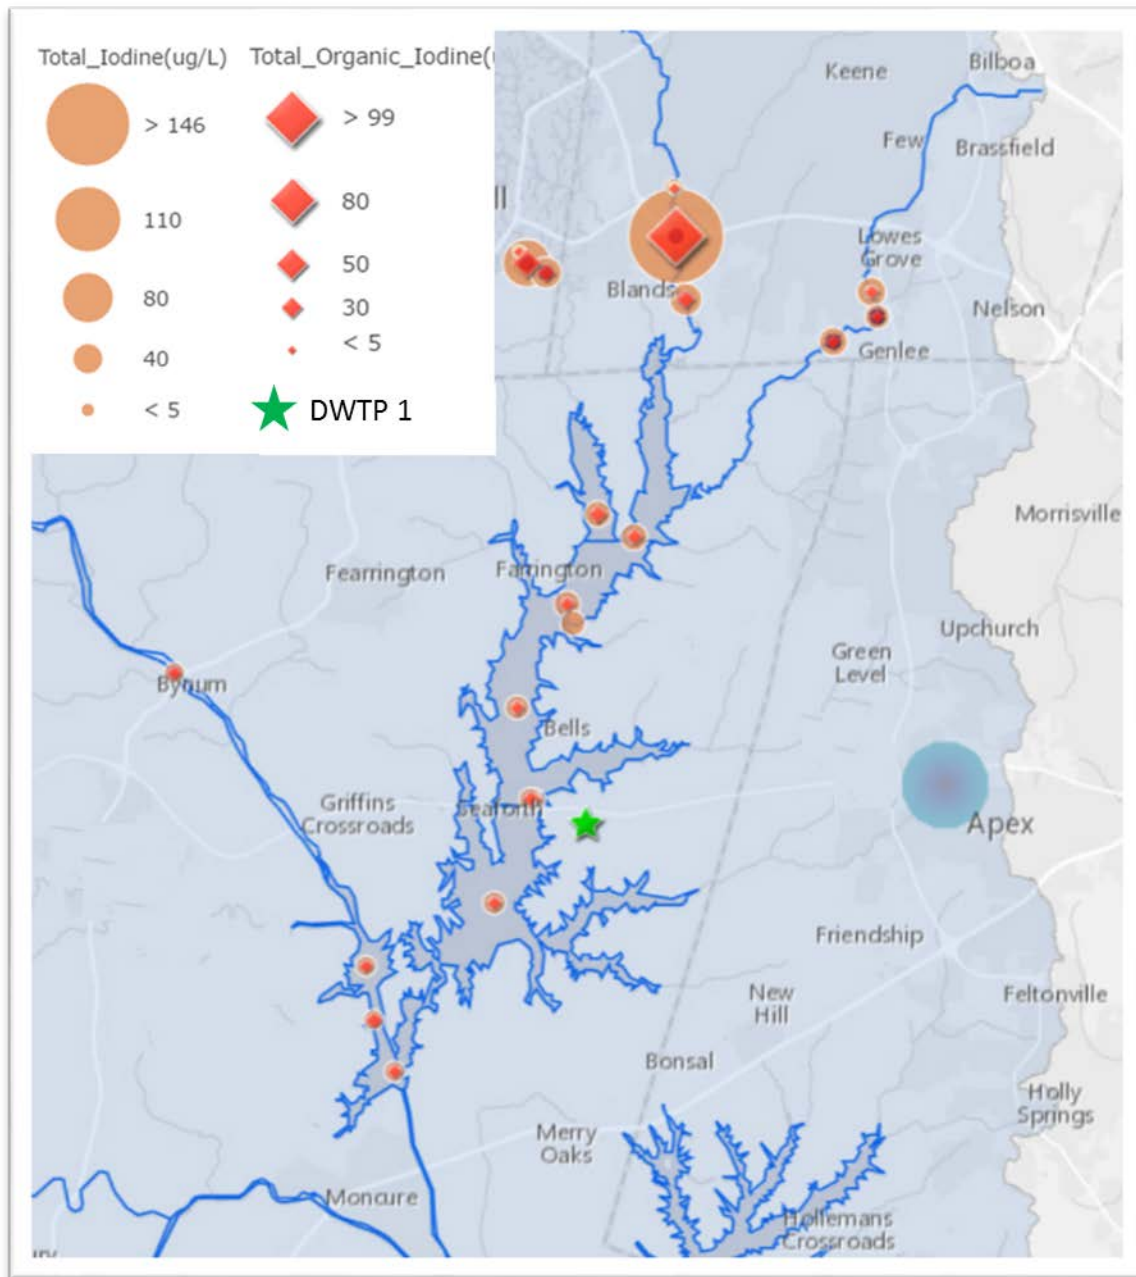 Total_Iodine(ug/L)
Total_Organic_Iodine(
> 146
> 99
110
80
80
50
40
30
< 5
< 5
DWTP 1
ll
Keene
Bilboa
Few
Brassfield
Lowes
Grove
Blands
Nelson
Genlee
Morrisville
Fearrington
Farrington
Upchurch
Green
Level
Bynum
Bells
Griffins
Crossroads
Seaforth
Apex
Friendship
New
Hill
Feltonville
Bonsal
Holly
Springs
Merry
Oaks
Moncure
Hollemans
Crossroads